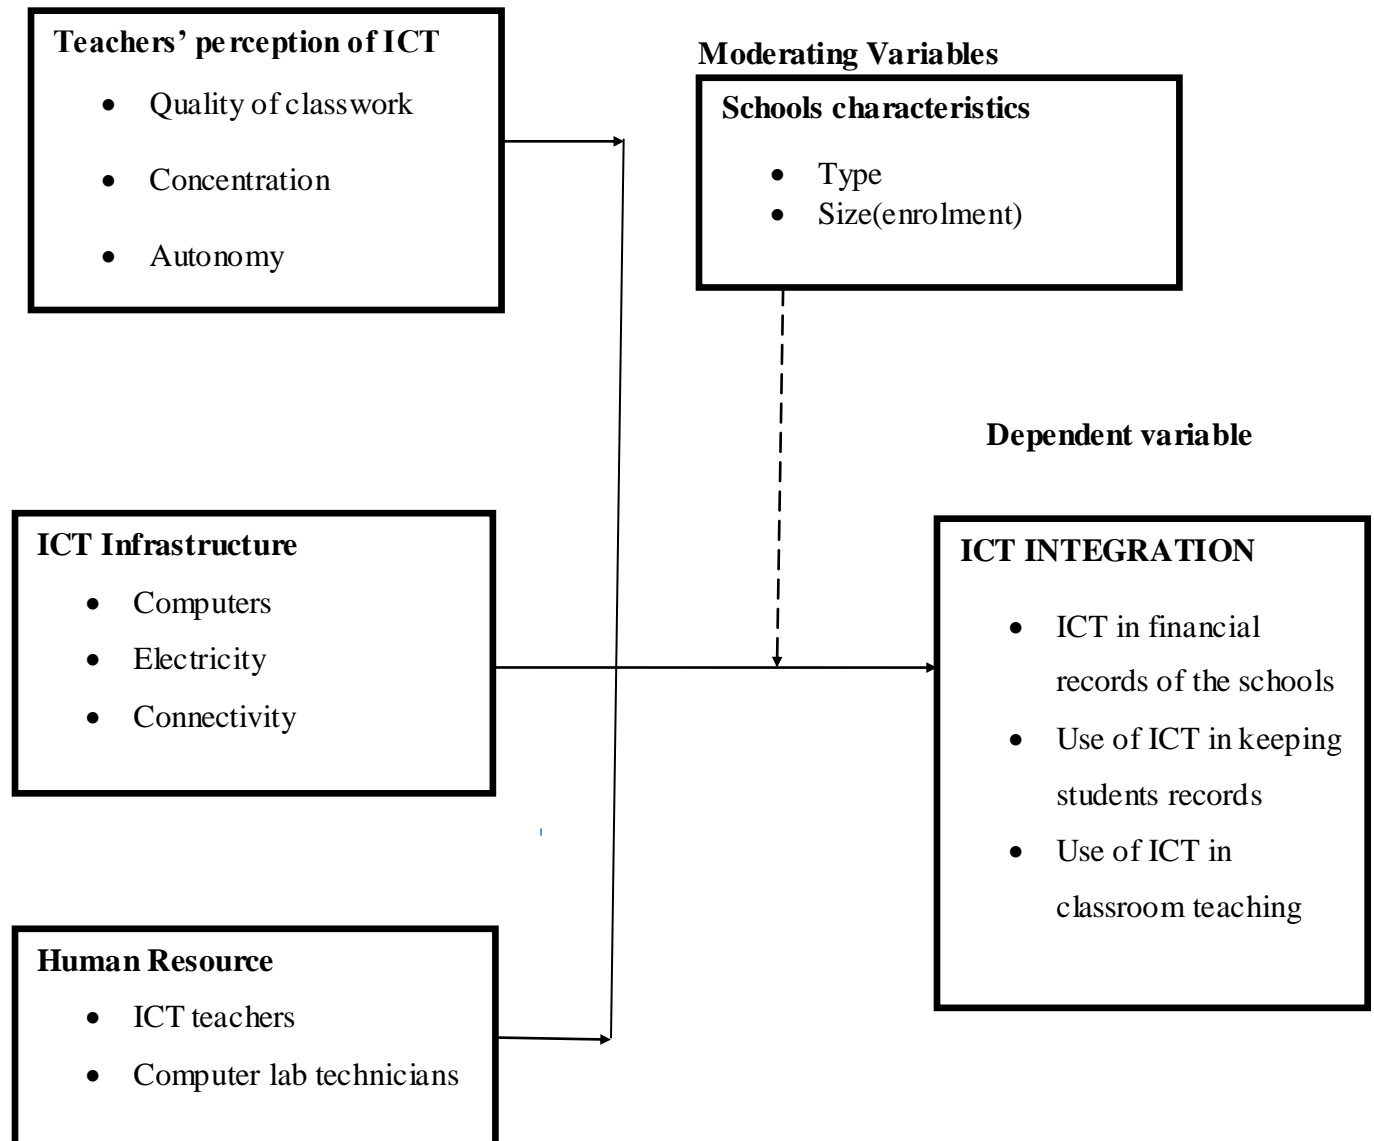 Teachers’ perception of ICT
• Quality of classwork
• Concentration
• Autonomy
Moderating Variables
Schools characteristics
• Type
• Size(enrolment)
Dependent variable
ICT Infrastructure
• Computers
• Electricity
• Connectivity
ICT INTEGRATION
• ICT in financial
records of the schools
• Use of ICT in keeping
students records
• Use of ICT in
classroom teaching
Human Resource
• ICT teachers
• Computer lab technicians